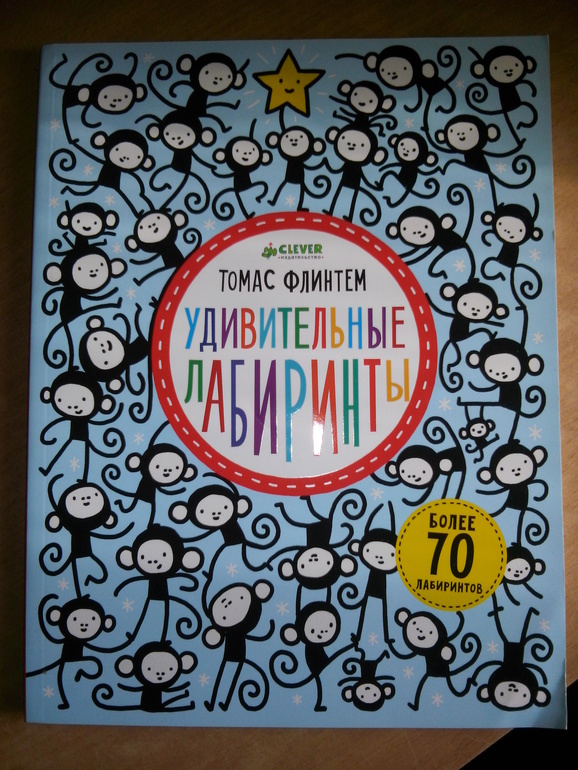 CLEVER
ИЗДАТЕЛЬСТВО
ТОМАС ФЛИНТЕМ
УДИВИТЕЛЬНЫЕ
ЛАБИРИНТЫ
БОЛЕЕ
70
ЛАБИРИНТОВ